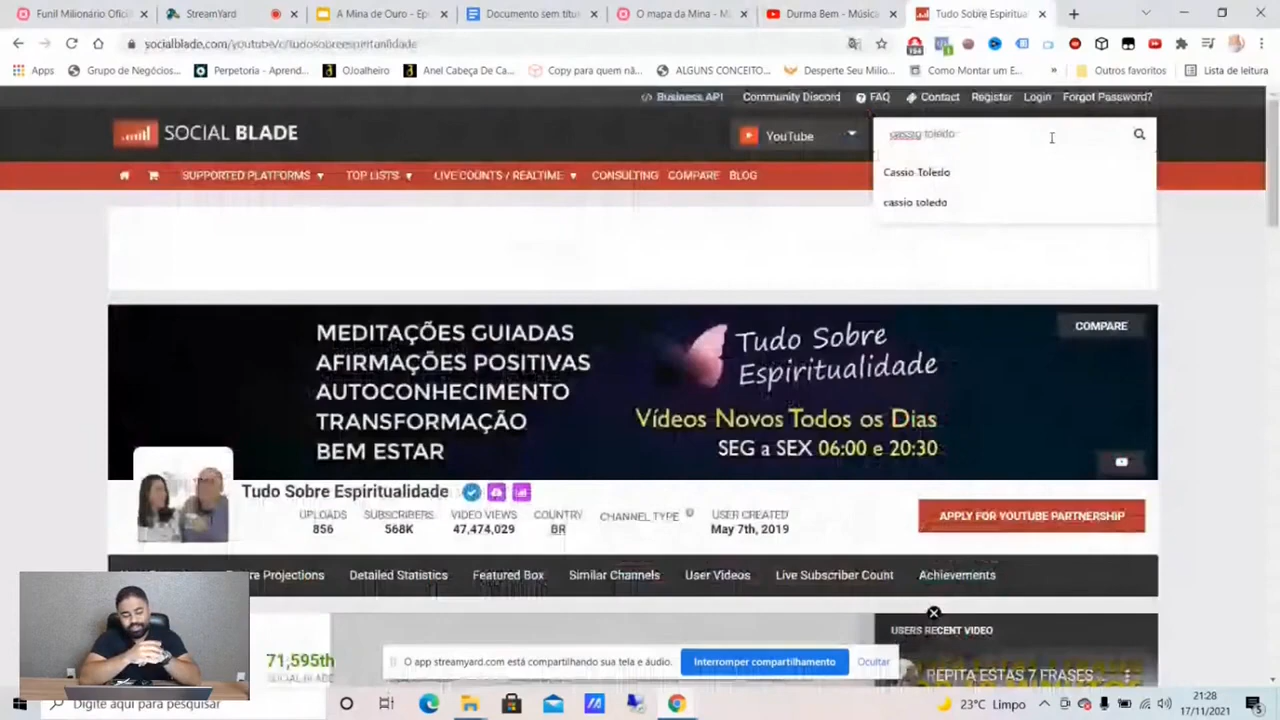 Funil Milionário Ofici
StreamYard
A Mina de Ouro - Ep
Documento sem títu
O mapa da Mina - M
Durma Bem - Música
Tudo Sobre Espiritua
socialblade.com/youtube/c/tudosobreespiritualidade
Apps
Grupo de Negócios...
Perpetoria - Aprend...
OJoalheiro
Anel Cabeça De Ca...
Copy para quem nã...
ALGUNS CONCEITO...
Desperte Seu Milio...
Como Montar um E...
»
Outros favoritos
Lista de leitura
Business API
Community Discord
FAQ
Contact
Register
Login
Forgot Password?
SOCIAL BLADE
YouTube
cassio toledo
Cassio Toledo
cassio toledo
SUPPORTED PLATFORMS
TOP LISTS
LIVE COUNTS / REALTIME
CONSULTING
COMPARE
BLOG
MEDITAÇÕES GUIADAS
AFIRMAÇÕES POSITIVAS
AUTOCONHECIMENTO
TRANSFORMAÇÃO
BEM ESTAR
Tudo Sobre
Espiritualidade
Vídeos Novos Todos os Dias
SEG a SEX 06:00 e 20:30
COMPARE
Tudo Sobre Espiritualidade
UPLOADS
856
SUBSCRIBERS
568K
VIDEO VIEWS
47,474,029
COUNTRY
BR
CHANNEL TYPE
USER CREATED
May 7th, 2019
APPLY FOR YOUTUBE PARTNERSHIP
Projections
Detailed Statistics
Featured Box
Similar Channels
User Videos
Live Subscriber Count
Achievements
71,595th
USERS RECENT VIDEO
REPITA ESTAS 7 FRASES
O app streamyard.com está compartilhando sua tela e áudio.
Interromper compartilhamento
Ocultar
Digite aqui para pesquisar
23°C Limpo
21:28
17/11/2021
5